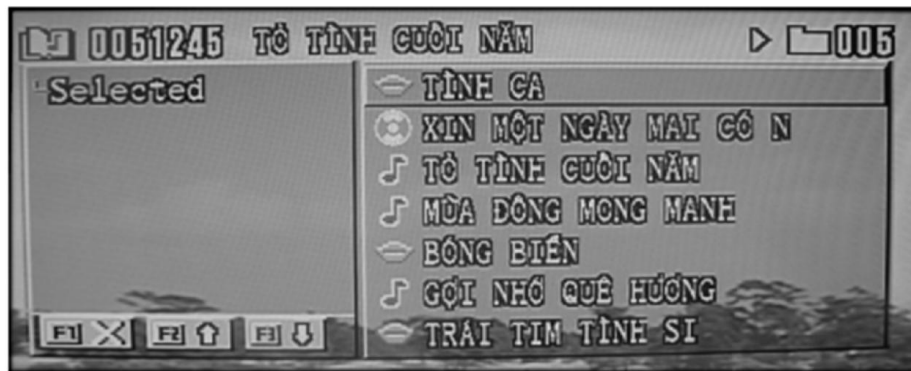 0051245 TỎ TÌNH CUỐI NĂM 005
Selected
TÌNH CA
XIN MỘT NGÀY MAI CÓ N
TỎ TÌNH CUỐI NĂM
MÙA ĐÔNG MONG MANH
BÓNG BIỂN
GỢI NHỚ QUÊ HƯƠNG
TRÁI TIM TÌNH SI
F1 F2 F3